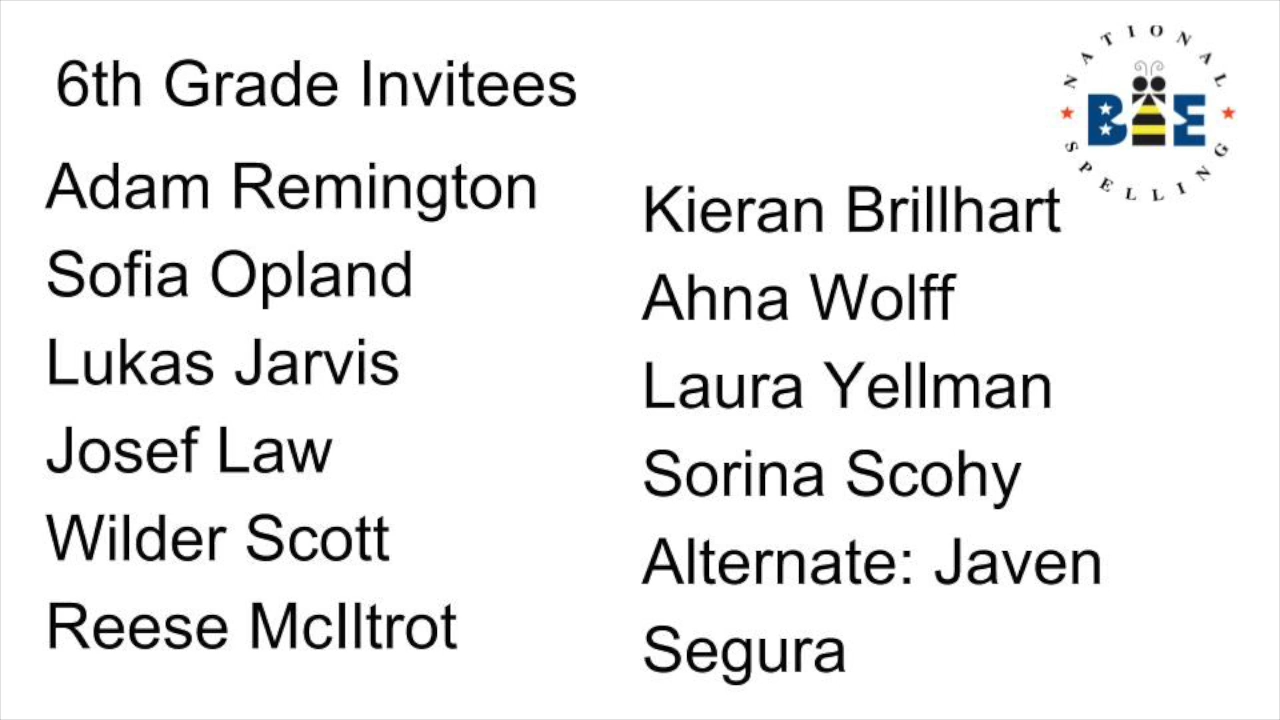 6th Grade Invitees
Adam Remington
Sofia Opland
Lukas Jarvis
Josef Law
Wilder Scott
Reese McIltrot
Kieran Brillhart
Ahna Wolff
Laura Yellman
Sorina Scohy
Alternate: Javen
Segura
NATIONAL
BEE
SPELLING